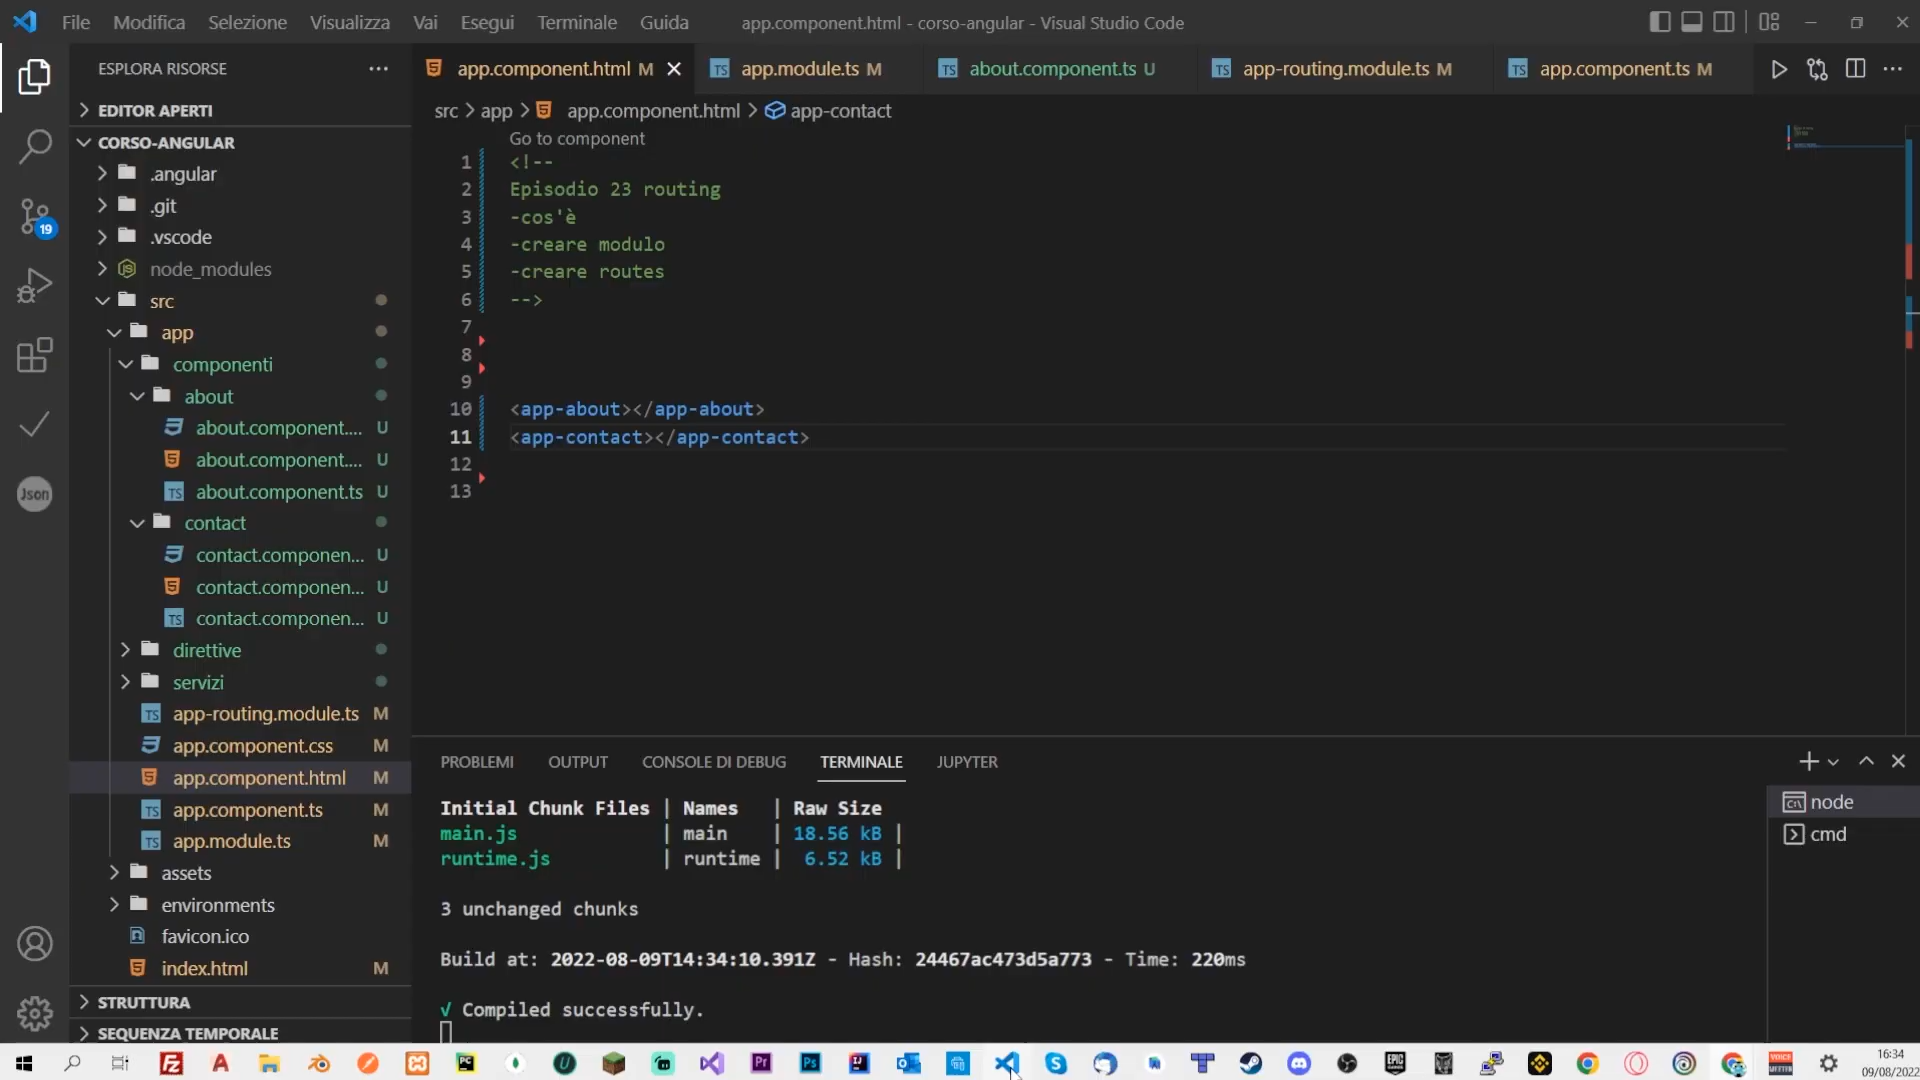 File Modifica Selezione Visualizza Vai Esegui Terminale Guida app.component.html - corso-angular - Visual Studio Code
ESPLORA RISORSE
EDITOR APERTI
CORSO-ANGULAR
.angular
.git
.vscode
node_modules
src
app
componenti
about
about.component.... U
about.component.... U
about.component.ts U
contact
contact.componen... U
contact.componen... U
contact.componen... U
direttive
servizi
app-routing.module.ts M
app.component.css M
app.component.html M
app.component.ts M
app.module.ts M
assets
environments
favicon.ico
index.html M
STRUTTURA
SEQUENZA TEMPORALE
19
Json
app.component.html M app.module.ts M about.component.ts U app-routing.module.ts M app.component.ts M
src > app > app.component.html > app-contact
Go to component
1 <!--
2 Episodio 23 routing
3 -cos'è
4 -creare modulo
5 -creare routes
6 -->
7
8
9
10 <app-about></app-about>
11 <app-contact></app-contact>
12
13
PROBLEMI OUTPUT CONSOLE DI DEBUG TERMINALE JUPYTER
Initial Chunk Files | Names | Raw Size
main.js | main | 18.56 kB |
runtime.js | runtime | 6.52 kB |
3 unchanged chunks
Build at: 2022-08-09T14:34:10.391Z - Hash: 24467ac473d5a773 - Time: 220ms
√ Compiled successfully.
node
cmd
16:34
09/08/2022